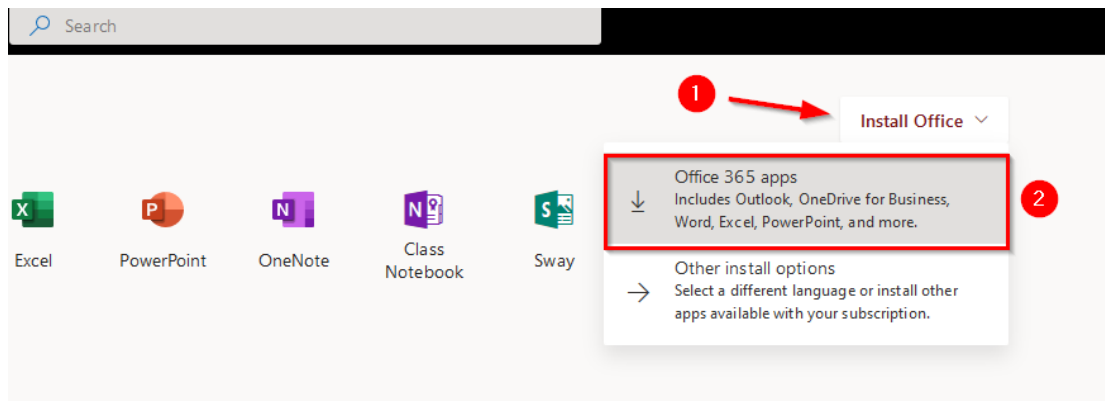 Search
1
Install Office
Office 365 apps
Includes Outlook, OneDrive for Business,
Word, Excel, PowerPoint, and more.
2
Other install options
Select a different language or install other
apps available with your subscription.
X
P
N
N
S
Excel
PowerPoint
OneNote
Class
Notebook
Sway